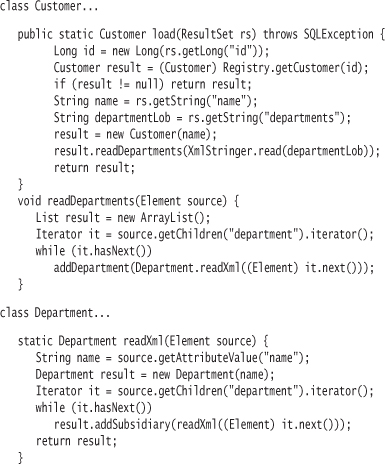 class Customer...
public static Customer load(ResultSet rs) throws SQLException {
Long id = new Long(rs.getLong("id"));
Customer result = (Customer) Registry.getCustomer(id);
if (result != null) return result;
String name = rs.getString("name");
String departmentLob = rs.getString("departments");
result = new Customer(name);
result.readDepartments(XmlStringer.read(departmentLob));
return result;
}
void readDepartments(Element source) {
List result = new ArrayList();
Iterator it = source.getChildren("department").iterator();
while (it.hasNext())
addDepartment(Department.readXml((Element) it.next()));
}
class Department...
static Department readXml(Element source) {
String name = source.getAttributeValue("name");
Department result = new Department(name);
Iterator it = source.getChildren("department").iterator();
while (it.hasNext())
result.addSubsidiary(readXml((Element) it.next()));
return result;
}